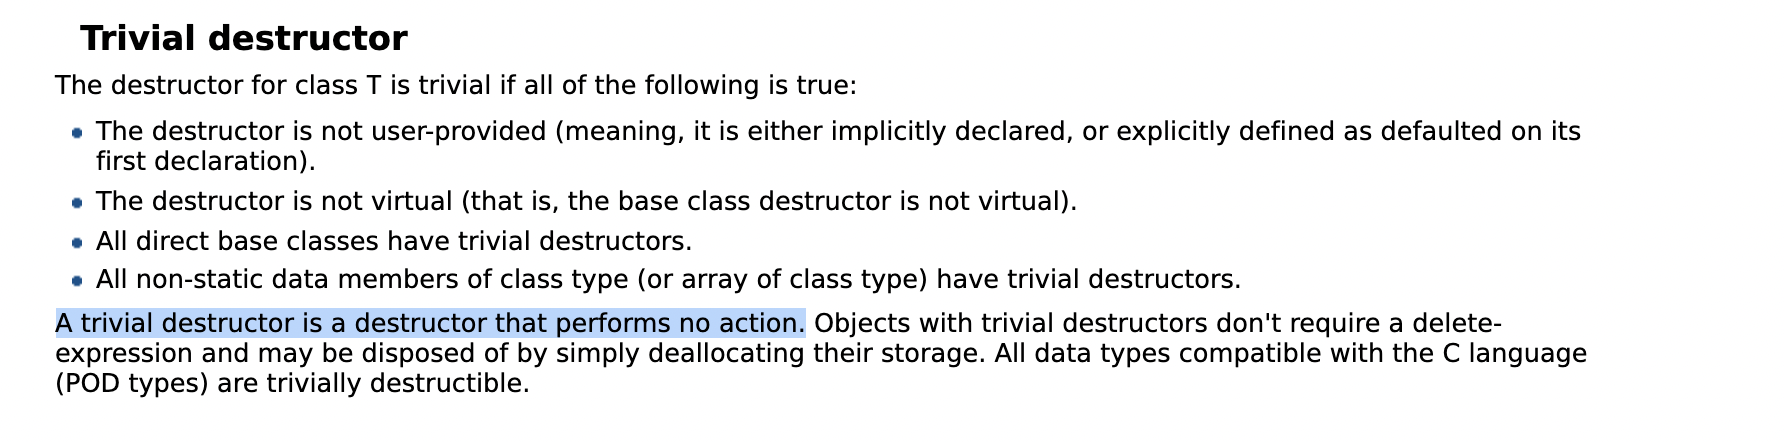 Trivial destructor
The destructor for class T is trivial if all of the following is true:
The destructor is not user-provided (meaning, it is either implicitly declared, or explicitly defined as defaulted on its
first declaration).
The destructor is not virtual (that is, the base class destructor is not virtual).
All direct base classes have trivial destructors.
All non-static data members of class type (or array of class type) have trivial destructors.
A trivial destructor is a destructor that performs no action. Objects with trivial destructors don't require a delete-
expression and may be disposed of by simply deallocating their storage. All data types compatible with the C language
(POD types) are trivially destructible.